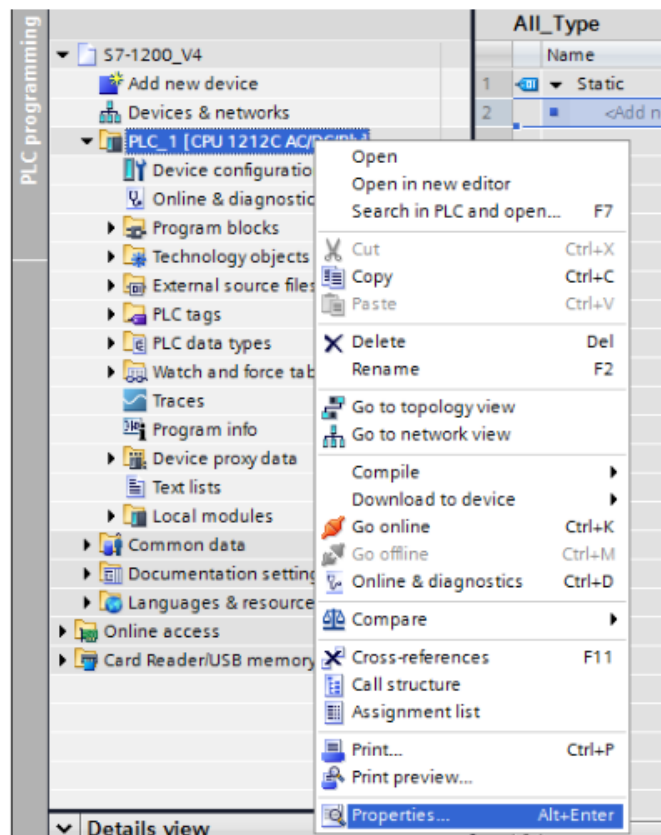 PLC programming
All_Type
Name
1 Static
2 <Add n
S7-1200_V4
Add new device
Devices & networks
PLC_1 [CPU 1212C AC/DC/Rly]
Device configuratio
Online & diagnostic
Program blocks
Technology objects
External source files
PLC tags
PLC data types
Watch and force tab
Traces
Program info
Device proxy data
Text lists
Local modules
Common data
Documentation setting
Languages & resource
Online access
Card Reader/USB memory
Details view
Open
Open in new editor
Search in PLC and open... F7
Cut Ctrl+X
Copy Ctrl+C
Paste Ctrl+V
Delete Del
Rename F2
Go to topology view
Go to network view
Compile
Download to device
Go online Ctrl+K
Go offline Ctrl+M
Online & diagnostics Ctrl+D
Compare
Cross-references F11
Call structure
Assignment list
Print... Ctrl+P
Print preview...
Properties... Alt+Enter